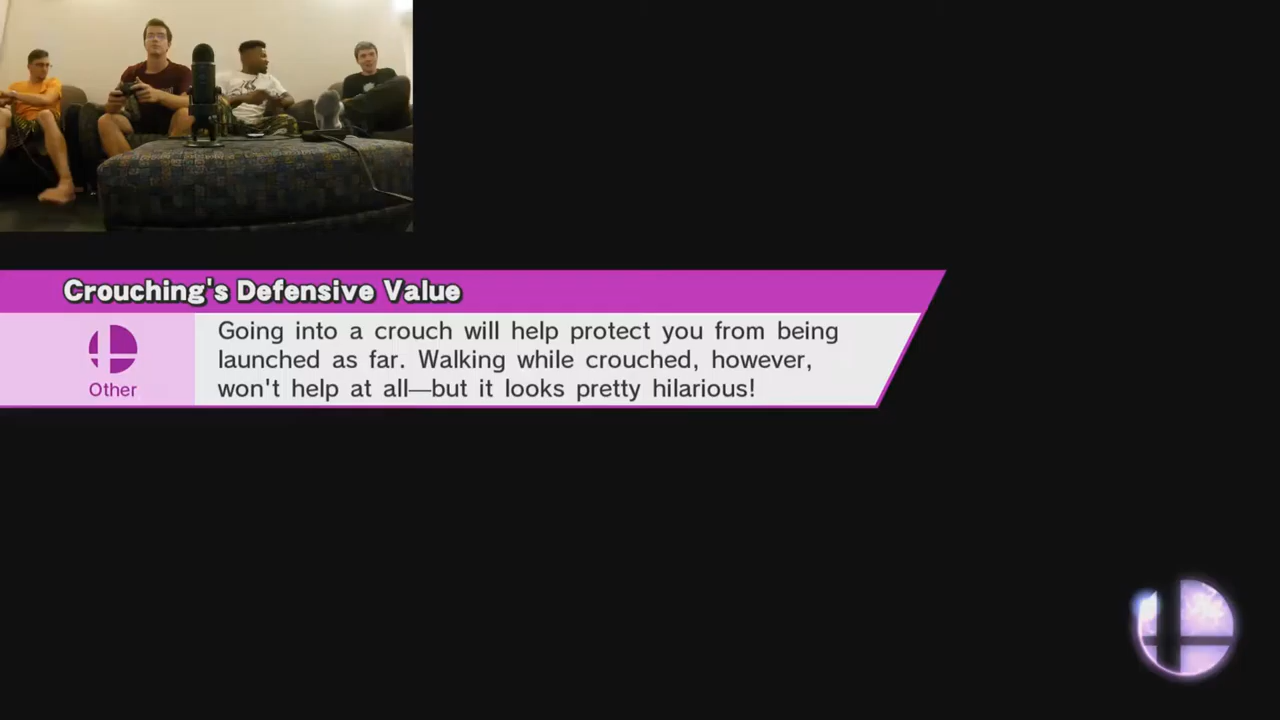 Crouching's Defensive Value
Going into a crouch will help protect you from being
launched as far. Walking while crouched, however,
won't help at all—but it looks pretty hilarious!
Other